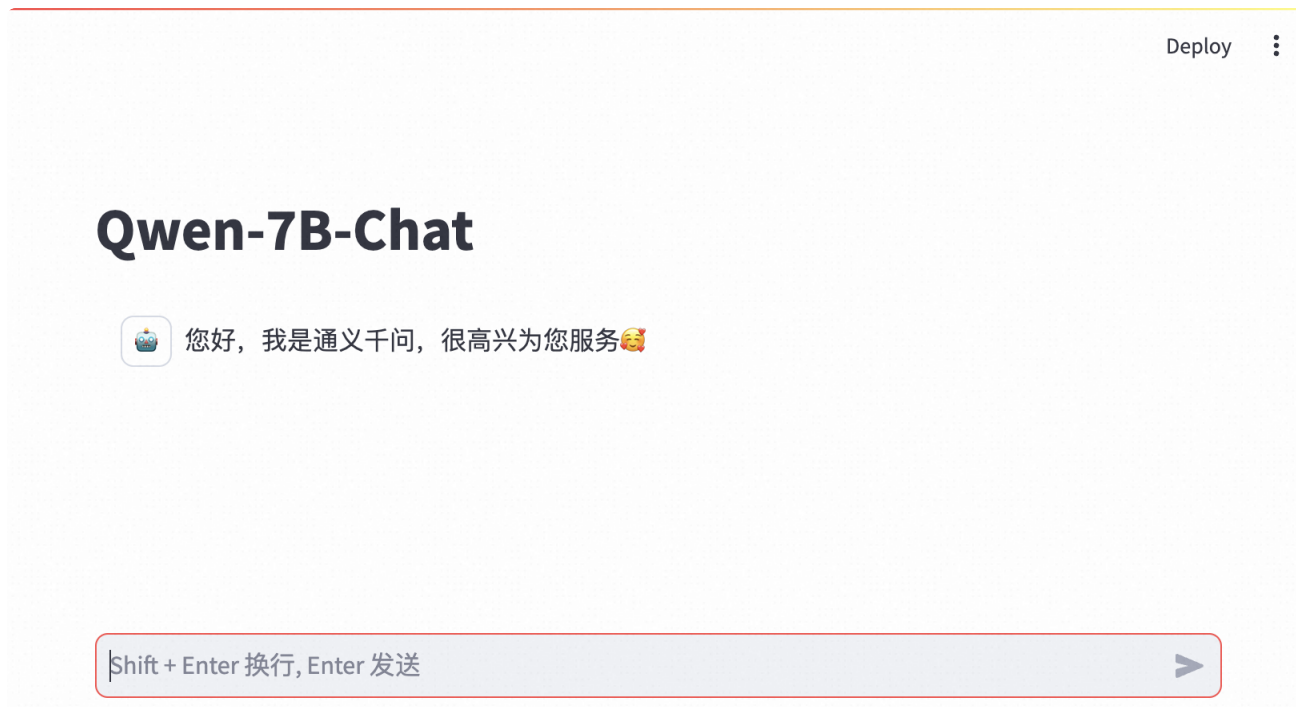 Deploy
Qwen-7B-Chat
您好，我是通义千问，很高兴为您服务🥰
Shift + Enter 换行, Enter 发送